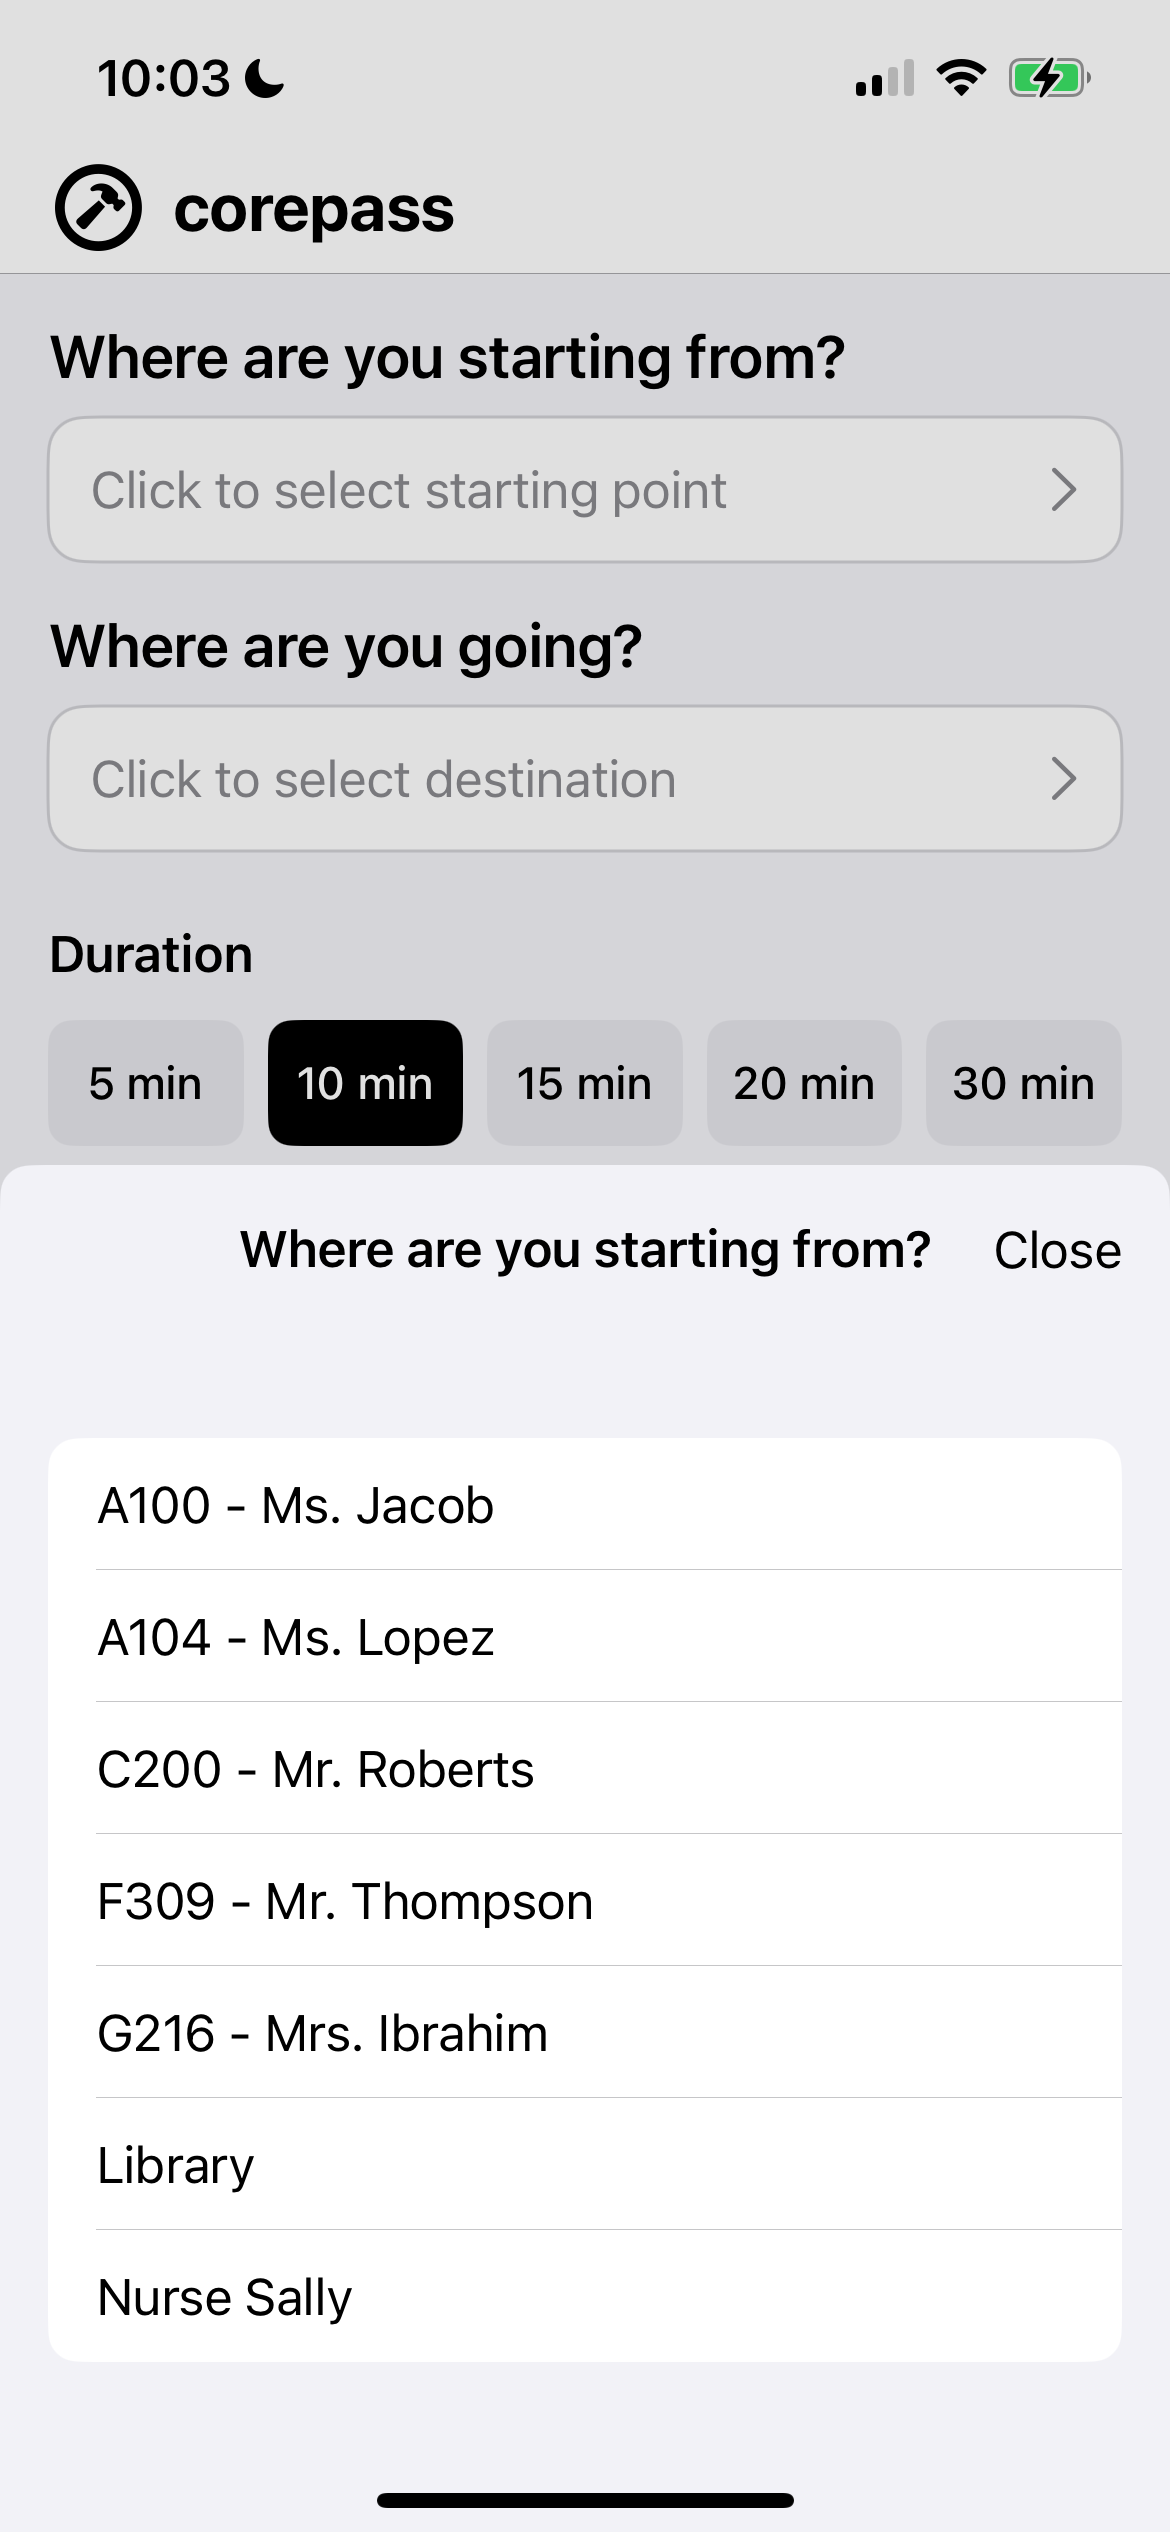 10:03
corepass
Where are you starting from?
Click to select starting point
Where are you going?
Click to select destination
Duration
5 min 10 min 15 min 20 min 30 min
Where are you starting from? Close
A100 - Ms. Jacob
A104 - Ms. Lopez
C200 - Mr. Roberts
F309 - Mr. Thompson
G216 - Mrs. Ibrahim
Library
Nurse Sally